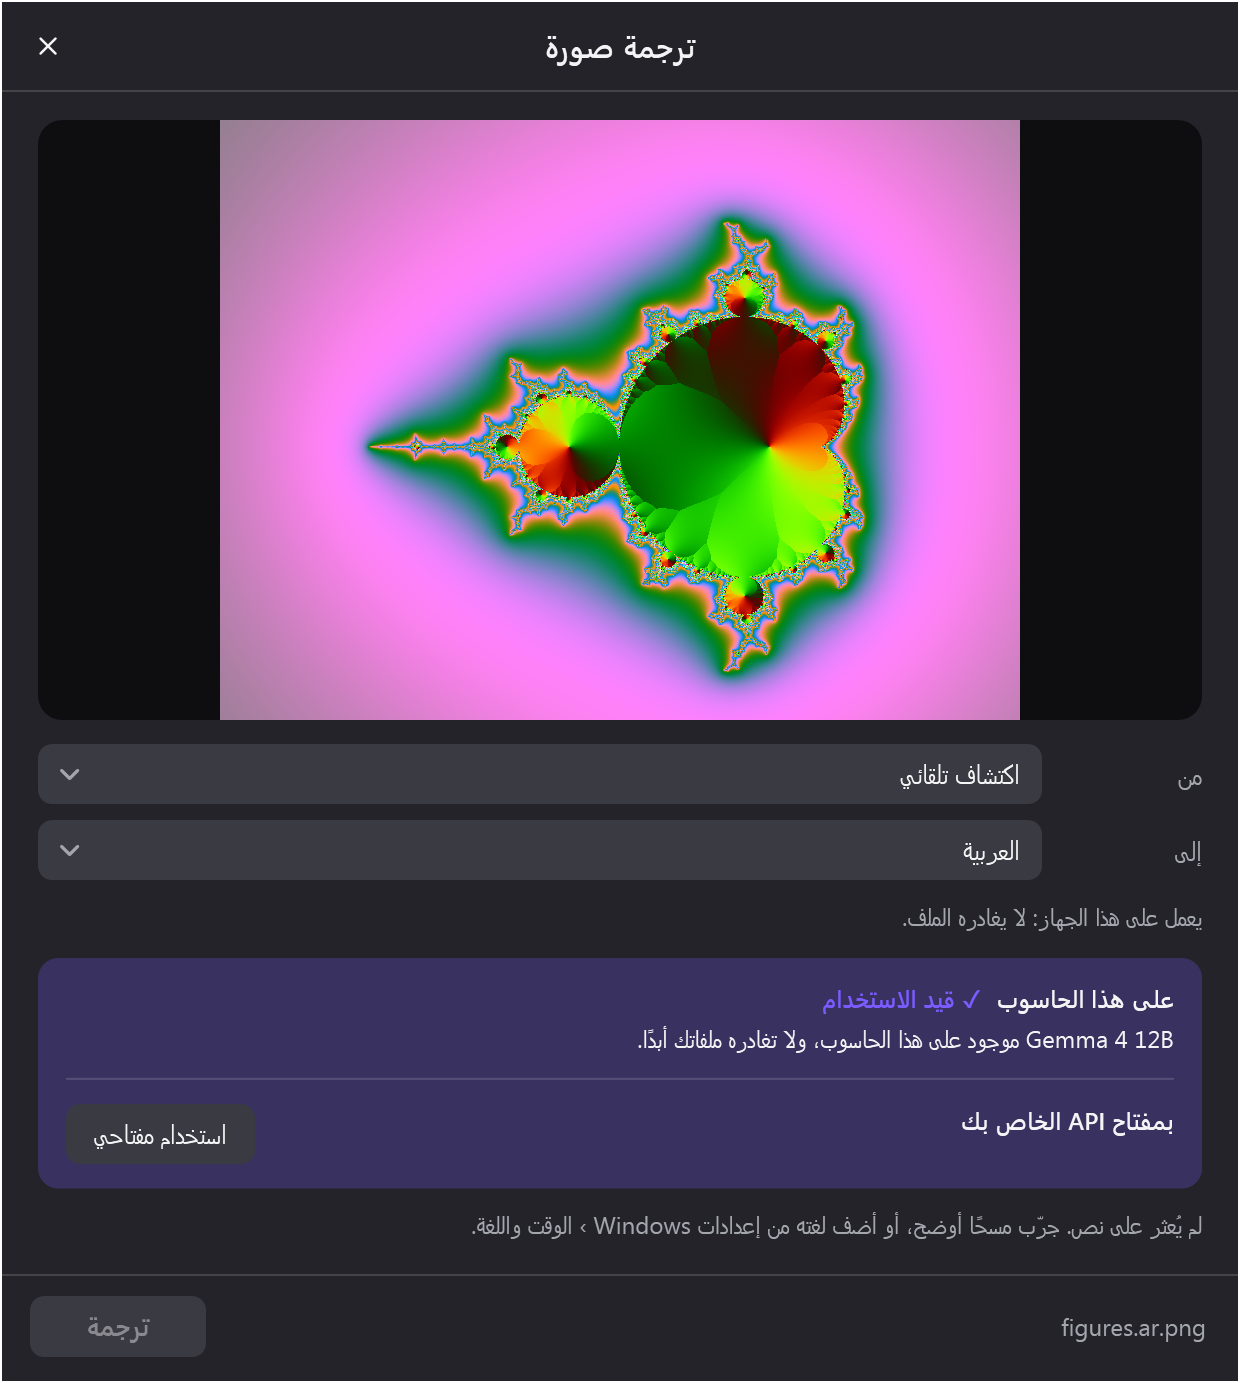 ترجمة صورة
من
اكتشاف تلقائي
إلى
العربية
يعمل على هذا الجهاز: لا يغادره الملف.
على هذا الحاسوب ✓ قيد الاستخدام
Gemma 4 12B موجود على هذا الحاسوب، ولا تغادره ملفاتك أبدًا.
بمفتاح API الخاص بك
استخدام مفتاحي
لم يُعثر على نص. جرّب مسحًا أوضح، أو أضف لغته من إعدادات Windows › الوقت واللغة.
figures.ar.png
ترجمة